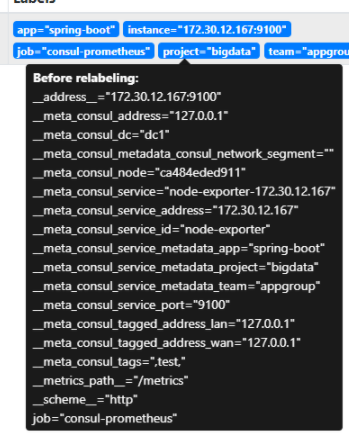 Labels
app="spring-boot" instance="172.30.12.167:9100"
job="consul-prometheus" project="bigdata" team="appgrou
Before relabeling:
__address__="172.30.12.167:9100"
__meta_consul_address="127.0.0.1"
__meta_consul_dc="dc1"
__meta_consul_metadata_consul_network_segment=""
__meta_consul_node="ca484eded911"
__meta_consul_service="node-exporter-172.30.12.167"
__meta_consul_service_address="172.30.12.167"
__meta_consul_service_id="node-exporter"
__meta_consul_service_metadata_app="spring-boot"
__meta_consul_service_metadata_project="bigdata"
__meta_consul_service_metadata_team="appgroup"
__meta_consul_service_port="9100"
__meta_consul_tagged_address_lan="127.0.0.1"
__meta_consul_tagged_address_wan="127.0.0.1"
__meta_consul_tags=",test,"
__metrics_path__="/metrics"
__scheme__="http"
job="consul-prometheus"